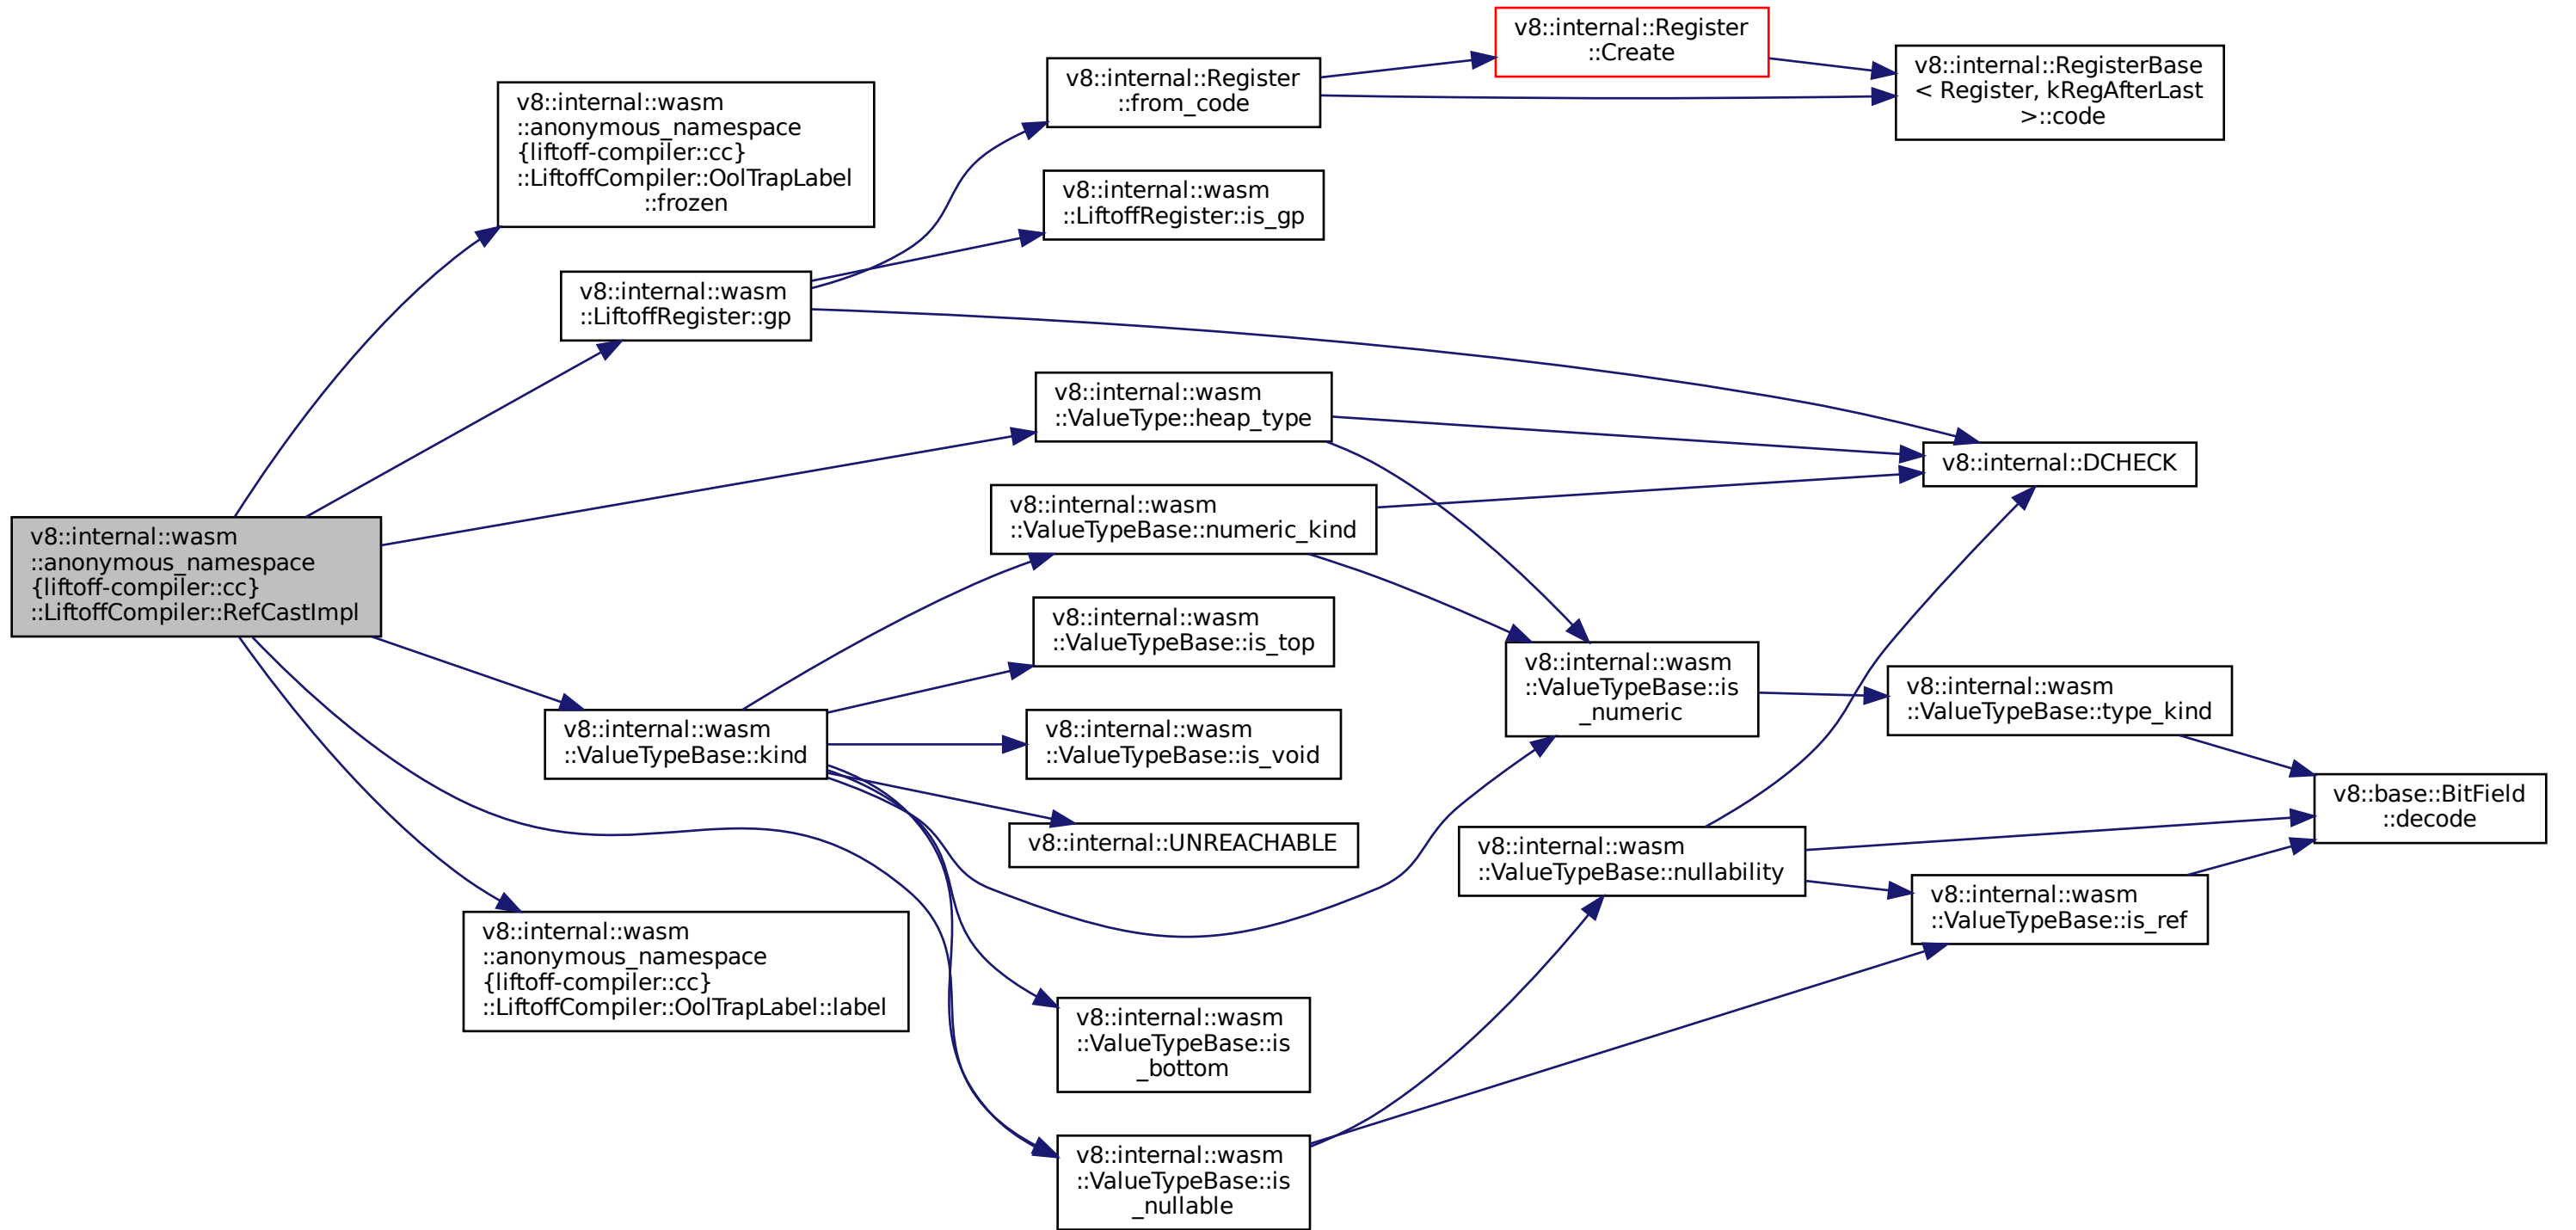 v8::internal::Register
::Create
v8::internal::RegisterBase
< Register, kRegAfterLast
>::code
v8::internal::Register
::from_code
v8::internal::wasm
::anonymous_namespace
{liftoff-compiler::cc}
::LiftoffCompiler::OolTrapLabel
::frozen
v8::internal::wasm
::LiftoffRegister::is_gp
v8::internal::wasm
::LiftoffRegister::gp
v8::internal::wasm
::ValueType::heap_type
v8::internal::DCHECK
v8::internal::wasm
::ValueTypeBase::numeric_kind
v8::internal::wasm
::anonymous_namespace
{liftoff-compiler::cc}
::LiftoffCompiler::RefCastImpl
v8::internal::wasm
::ValueTypeBase::is_top
v8::internal::wasm
::ValueTypeBase::is
_numeric
v8::internal::wasm
::ValueTypeBase::type_kind
v8::internal::wasm
::ValueTypeBase::kind
v8::internal::wasm
::ValueTypeBase::is_void
v8::base::BitField
::decode
v8::internal::UNREACHABLE
v8::internal::wasm
::ValueTypeBase::nullability
v8::internal::wasm
::ValueTypeBase::is_ref
v8::internal::wasm
::anonymous_namespace
{liftoff-compiler::cc}
::LiftoffCompiler::OolTrapLabel::label
v8::internal::wasm
::ValueTypeBase::is
_bottom
v8::internal::wasm
::ValueTypeBase::is
_nullable